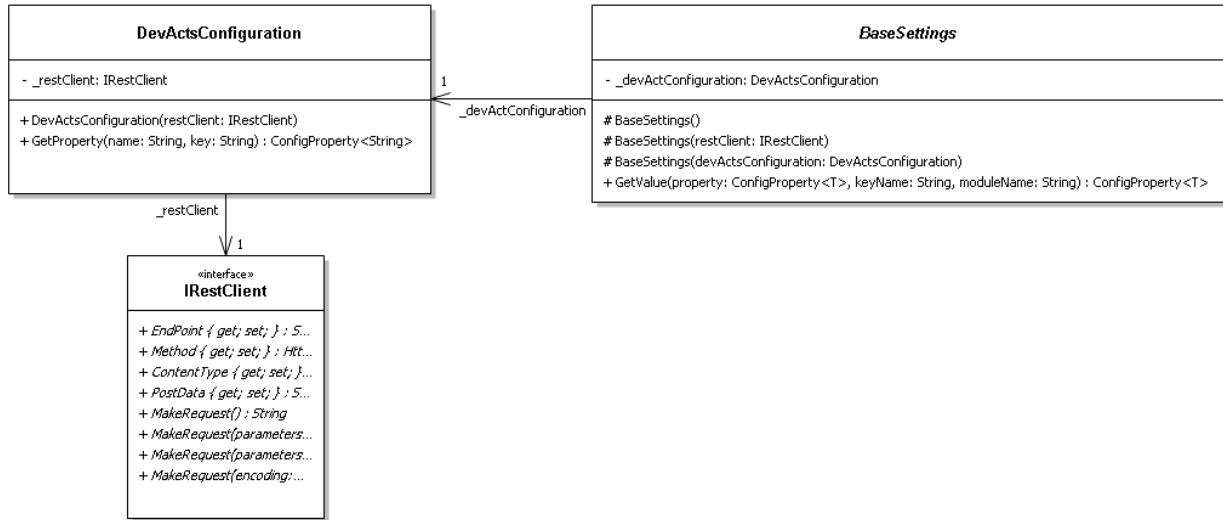 DevActsConfiguration
- _restClient: IRestClient
+ DevActsConfiguration(restClient: IRestClient)
+ GetProperty(name: String, key: String) : ConfigProperty<String>
1
_devActConfiguration
BaseSettings
- _devActConfiguration: DevActsConfiguration
# BaseSettings()
# BaseSettings(restClient: IRestClient)
# BaseSettings(devActsConfiguration: DevActsConfiguration)
+ GetValue(property: ConfigProperty<T>, keyName: String, moduleName: String) : ConfigProperty<T>
_restClient
1
«interface»
IRestClient
+ EndPoint { get; set; } : S...
+ Method { get; set; } : Htt...
+ ContentType { get; set; }...
+ PostData { get; set; } : S...
+ MakeRequest() : String
+ MakeRequest(parameters...
+ MakeRequest(parameters...
+ MakeRequest(encoding:...